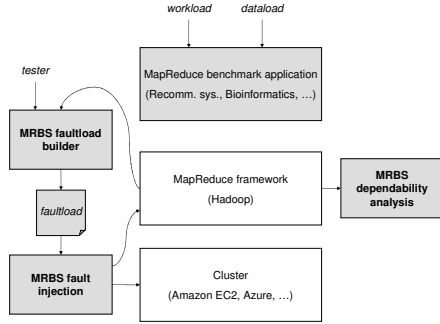 workload
dataload
MapReduce benchmark application
(Recomm. sys., Bioinformatics, …)
tester
MRBS faultload
builder
MapReduce framework
(Hadoop)
MRBS
dependability
analysis
faultload
MRBS fault
injection
Cluster
(Amazon EC2, Azure, …)